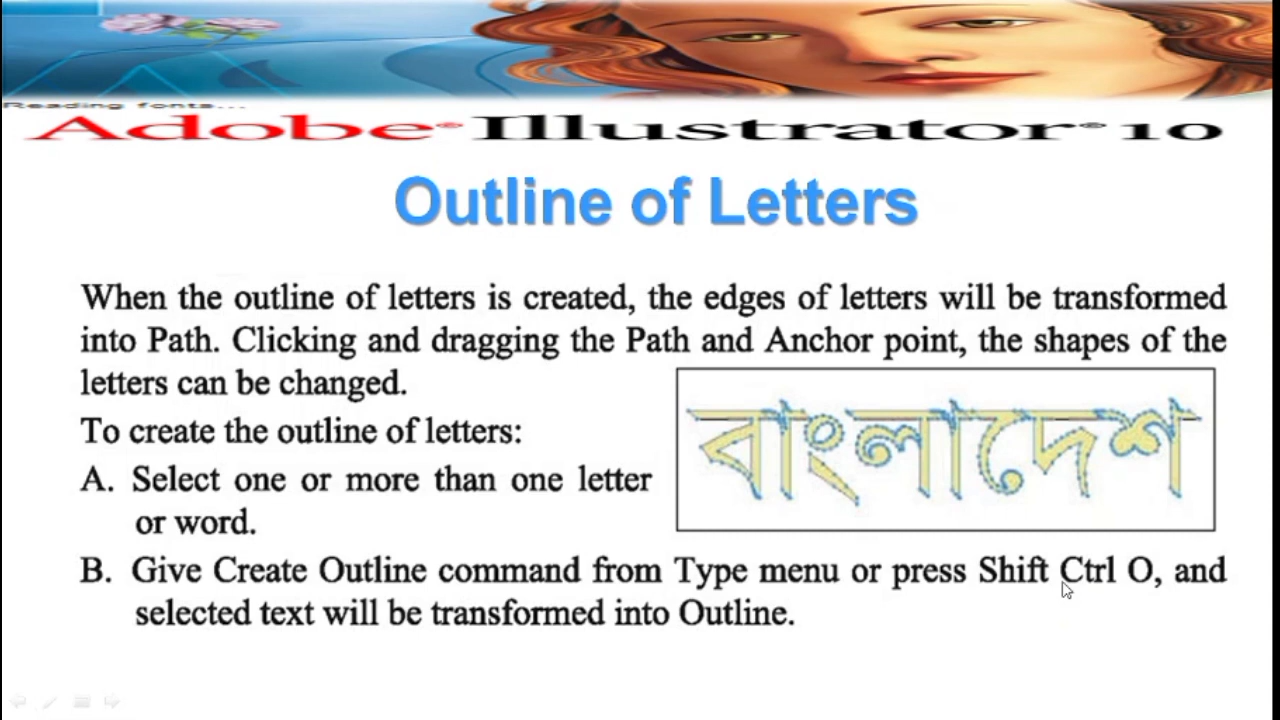 Reading fonts...
Adobe® Illustrator® 10
Outline of Letters
When the outline of letters is created, the edges of letters will be transformed
into Path. Clicking and dragging the Path and Anchor point, the shapes of the
letters can be changed.
To create the outline of letters:
বাংলাদেশ
A. Select one or more than one letter
or word.
B. Give Create Outline command from Type menu or press Shift Ctrl O, and
selected text will be transformed into Outline.